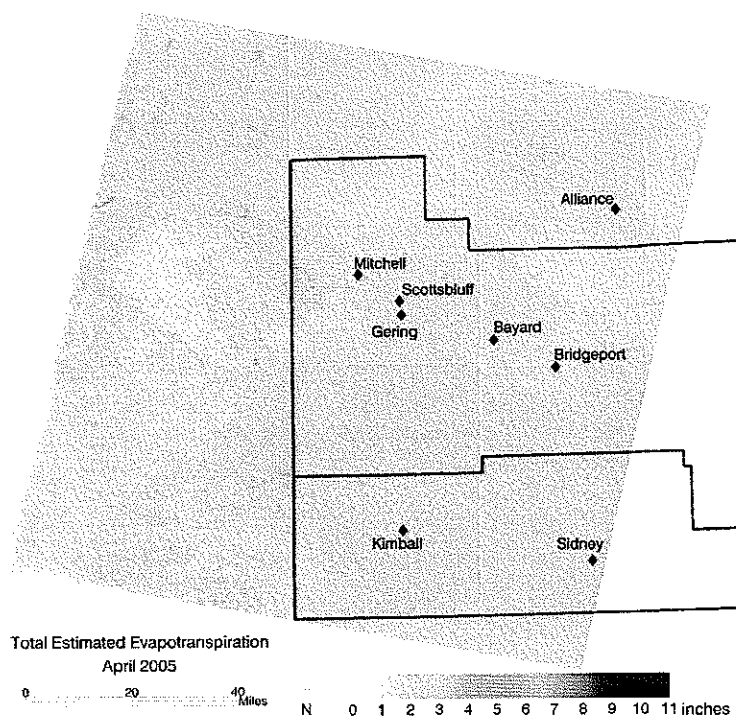 Alliance
Mitchell
Scottsbluff
Gering
Bayard
Bridgeport
Kimball
Sidney
Total Estimated Evapotranspiration
April 2005
0 20 40 Miles
N 0 1 2 3 4 5 6 7 8 9 10 11 inches